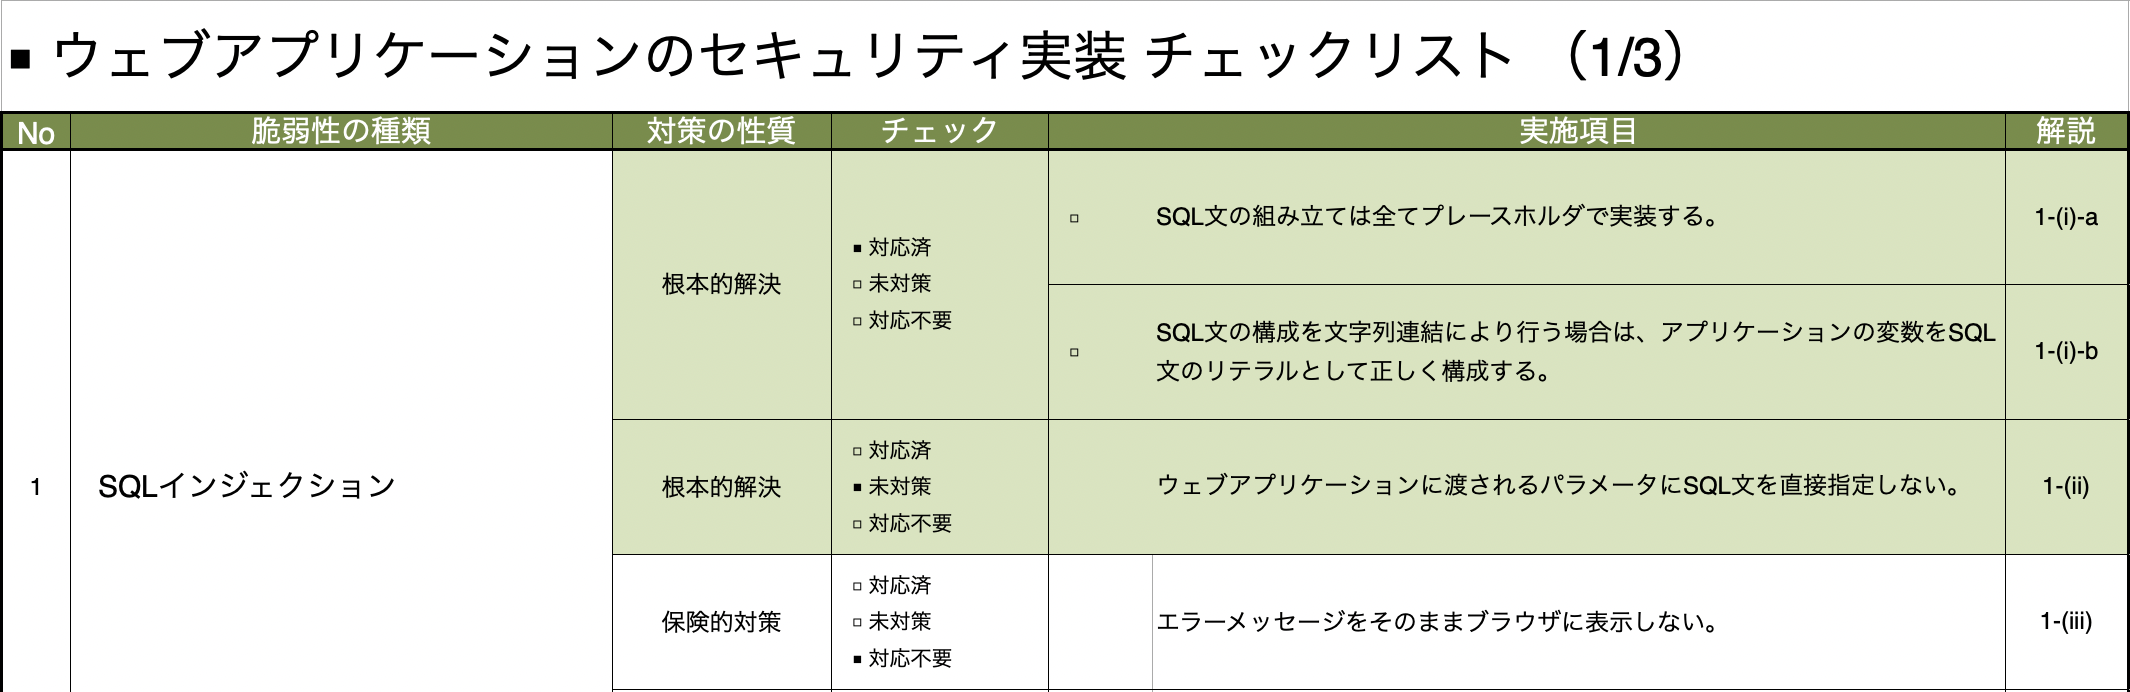 ■ ウェブアプリケーションのセキュリティ実装 チェックリスト （1/3）
No 脆弱性の種類 対策の性質 チェック 実施項目 解説
1
SQLインジェクション
根本的解決
■ 対応済
□ 未対策
□ 対応不要
□ SQL文の組み立ては全てプレースホルダで実装する。
1-(i)-a
□ SQL文の構成を文字列連結により行う場合は、アプリケーションの変数をSQL
文のリテラルとして正しく構成する。
1-(i)-b
根本的解決
□ 対応済
■ 未対策
□ 対応不要
ウェブアプリケーションに渡されるパラメータにSQL文を直接指定しない。
1-(ii)
保険的対策
□ 対応済
□ 未対策
■ 対応不要
エラーメッセージをそのままブラウザに表示しない。
1-(iii)